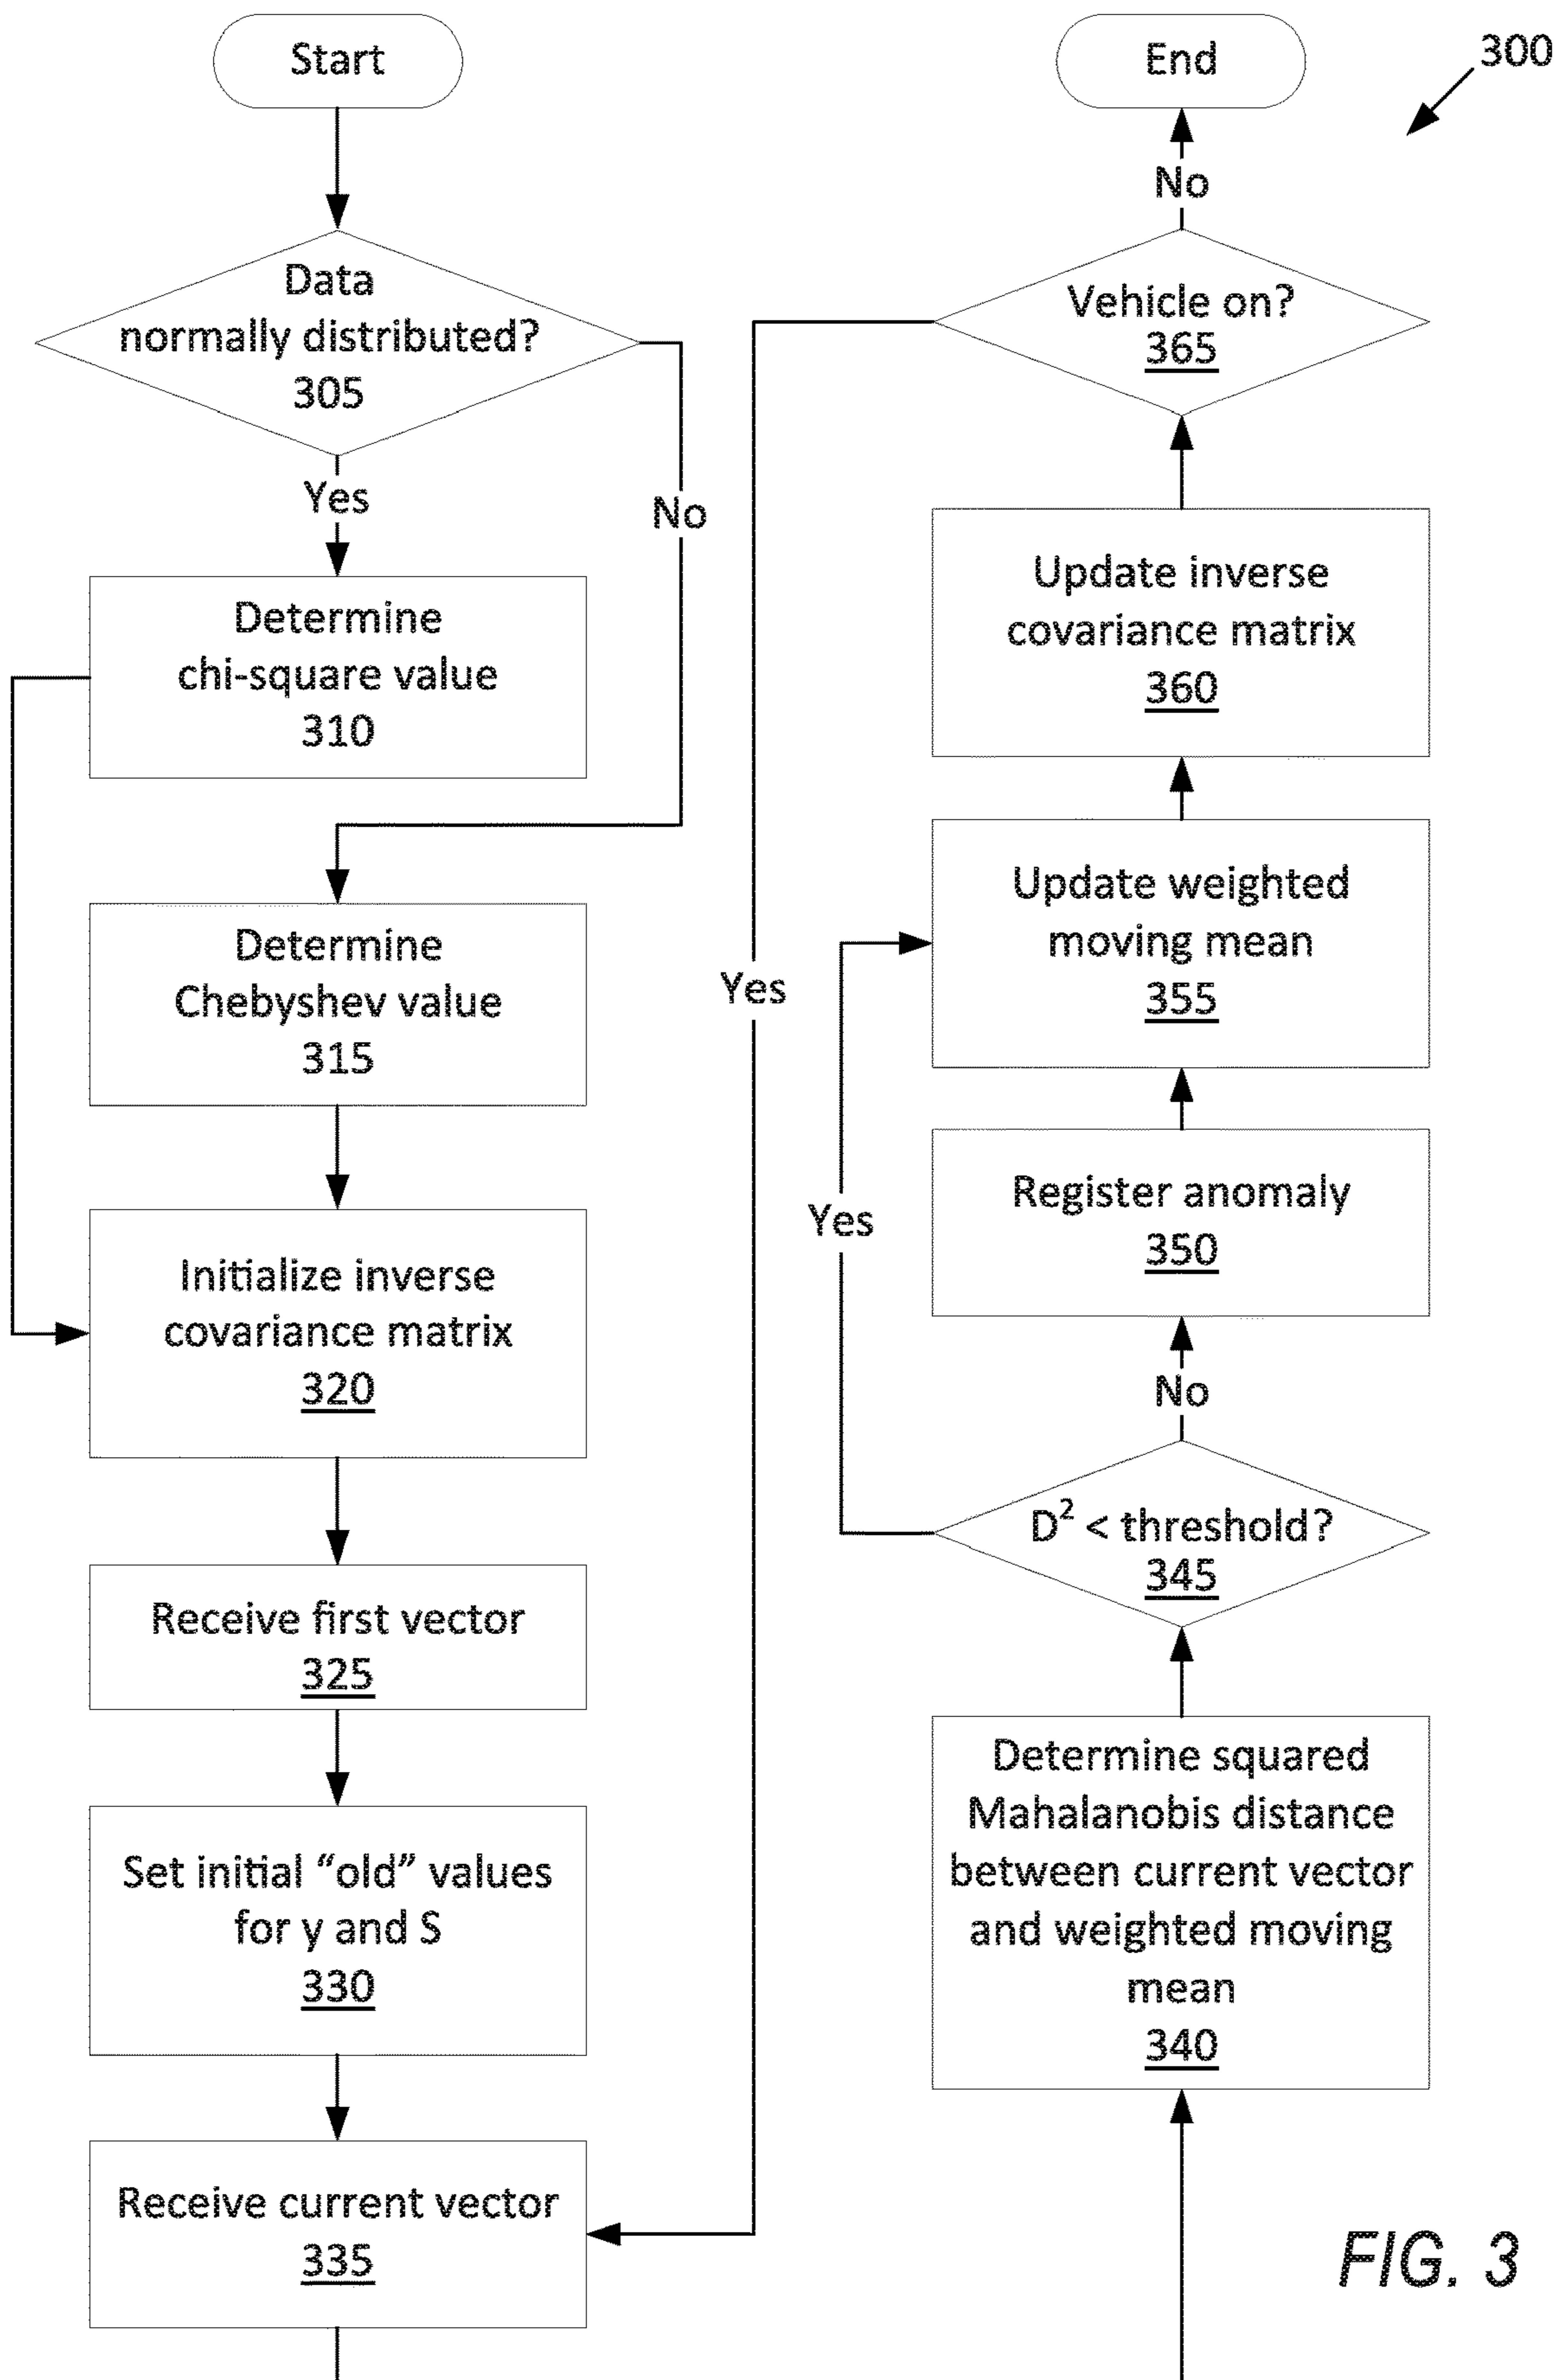 Start
Data
normally distributed?
305
Yes
No
Determine
chi-square value
310
Determine
Chebyshev value
315
Initialize inverse
covariance matrix
320
Receive first vector
325
Set initial “old” values
for y and S
330
Receive current vector
335
End
300
No
Vehicle on?
365
Yes
Update inverse
covariance matrix
360
Update weighted
moving mean
355
Yes
Register anomaly
350
No
D² < threshold?
345
Determine squared
Mahalanobis distance
between current vector
and weighted moving
mean
340
FIG. 3